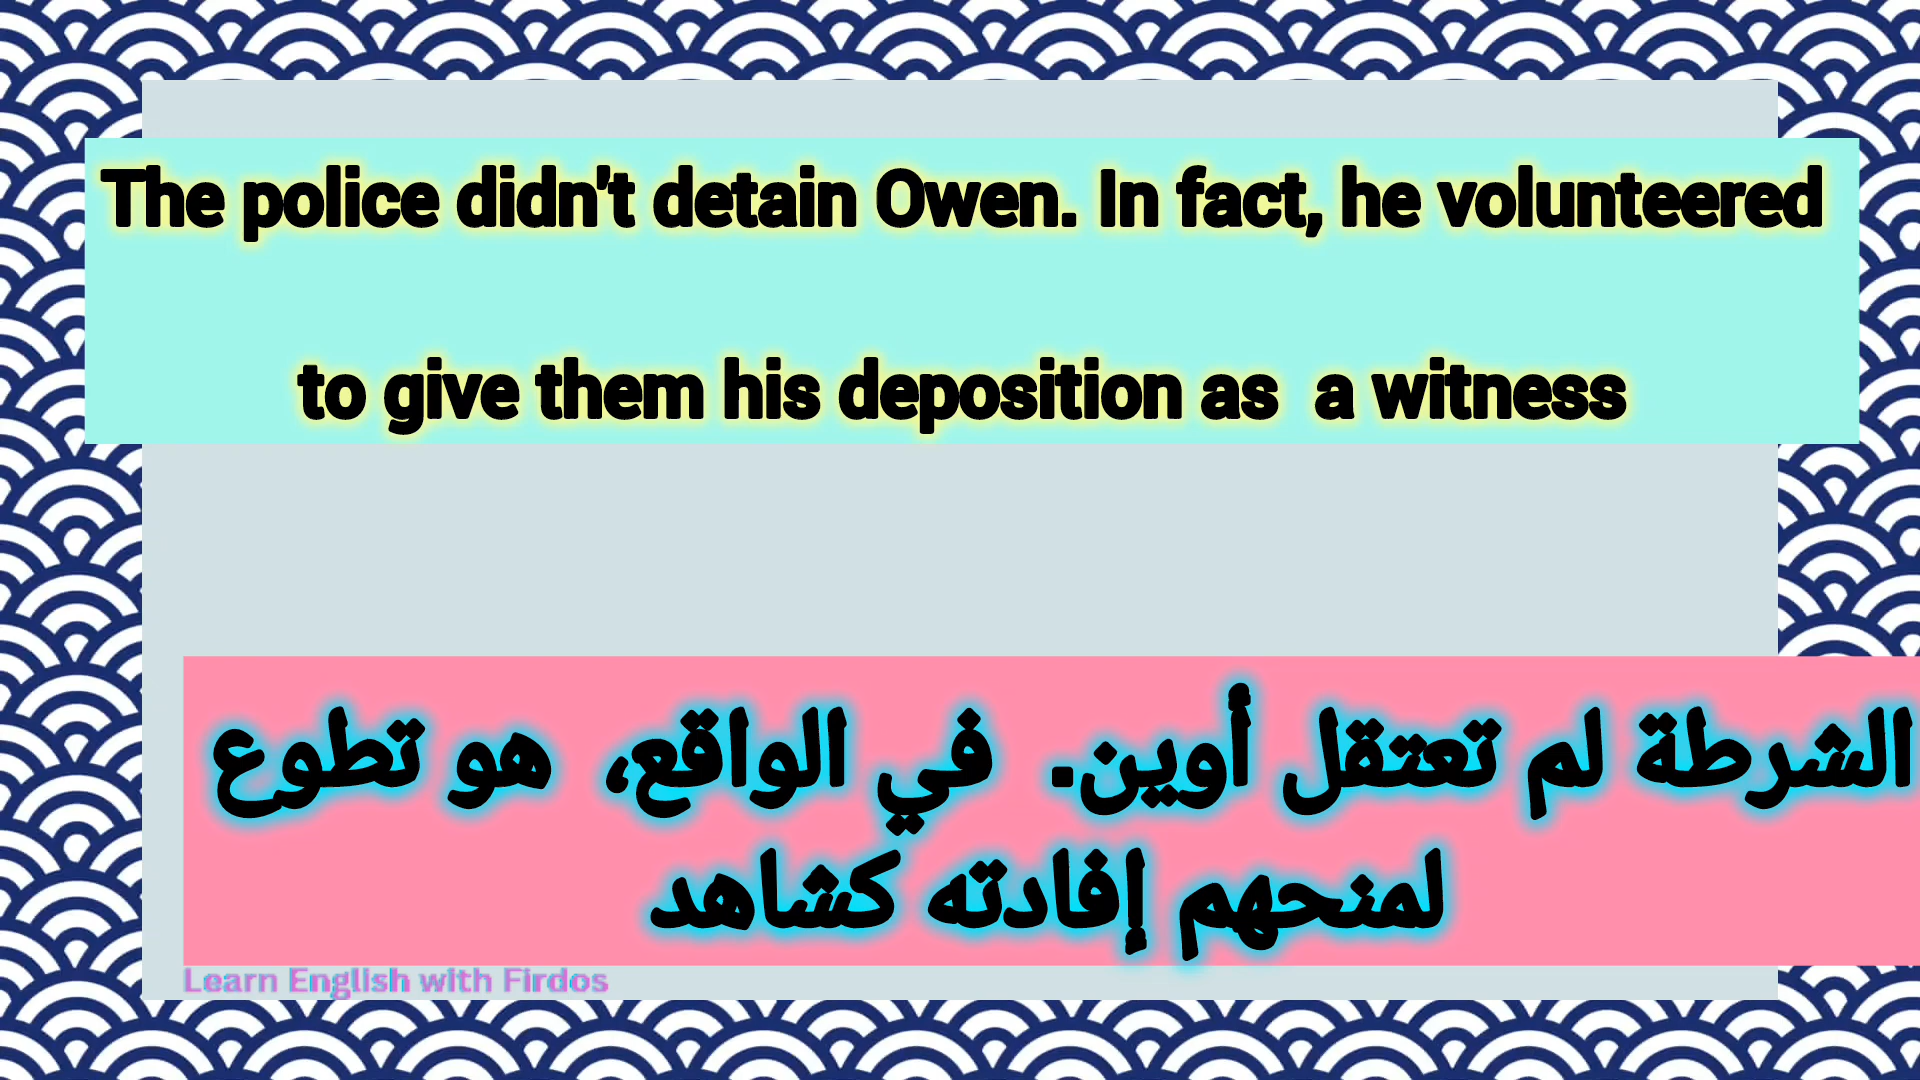 The police didn't detain Owen. In fact, he volunteered
to give them his deposition as  a witness
الشرطة لم تعتقل أوين.  في الواقع،  هو تطوع
لمنحهم إفادته كشاهد
Learn English with Firdos